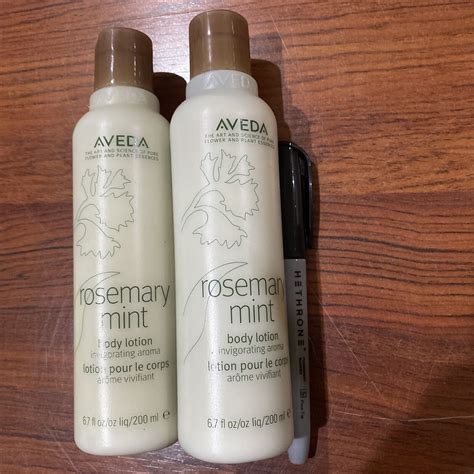 AVEDA
THE ART AND SCIENCE OF PURE
FLOWER AND PLANT ESSENCES
rosemary
mint
body lotion
invigorating aroma
lotion pour le corps
arôme vivifiant
6.7 fl oz/oz liq/200 ml e
AVEDA
THE ART AND SCIENCE OF PURE
FLOWER AND PLANT ESSENCES
rosemary
mint
body lotion
invigorating aroma
lotion pour le corps
arôme vivifiant
6.7 fl oz/oz liq/200 ml e
HETHRONE